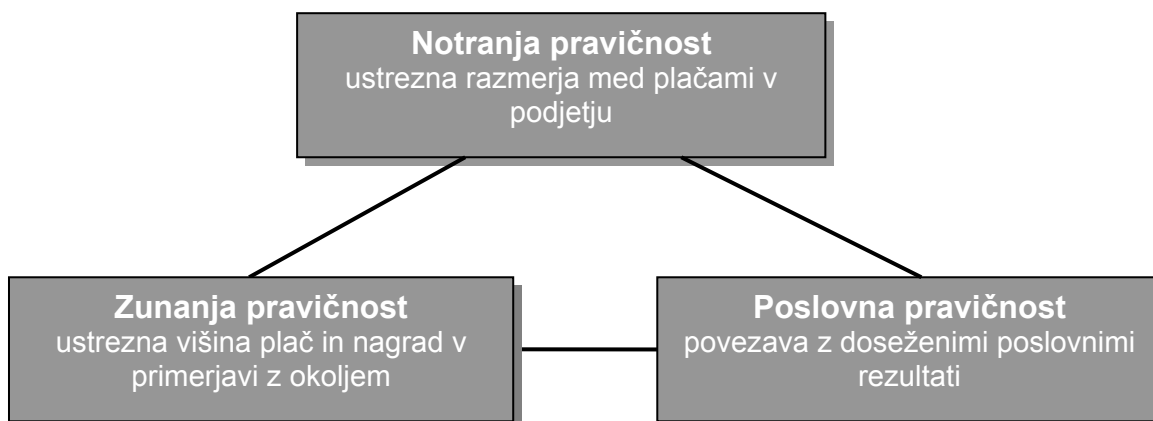 Notranja pravičnost
ustrezna razmerja med plačami v
podjetju
Zunanja pravičnost
ustrezna višina plač in nagrad v
primerjavi z okoljem
Poslovna pravičnost
povezava z doseženimi poslovnimi
rezultati